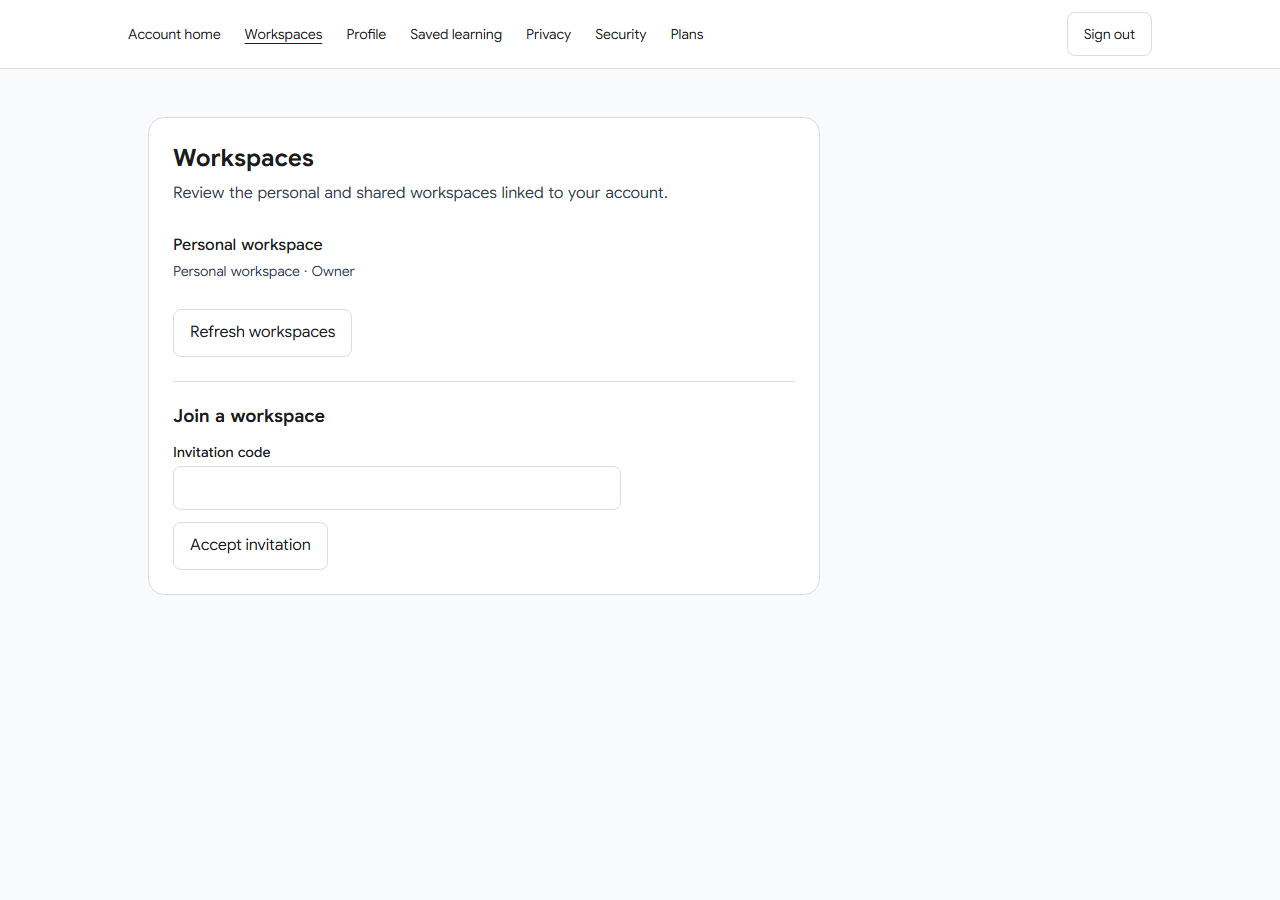 Account home
Workspaces
Profile
Saved learning
Privacy
Security
Plans
Sign out
Workspaces
Review the personal and shared workspaces linked to your account.
Personal workspace
Personal workspace · Owner
Refresh workspaces
Join a workspace
Invitation code
Accept invitation